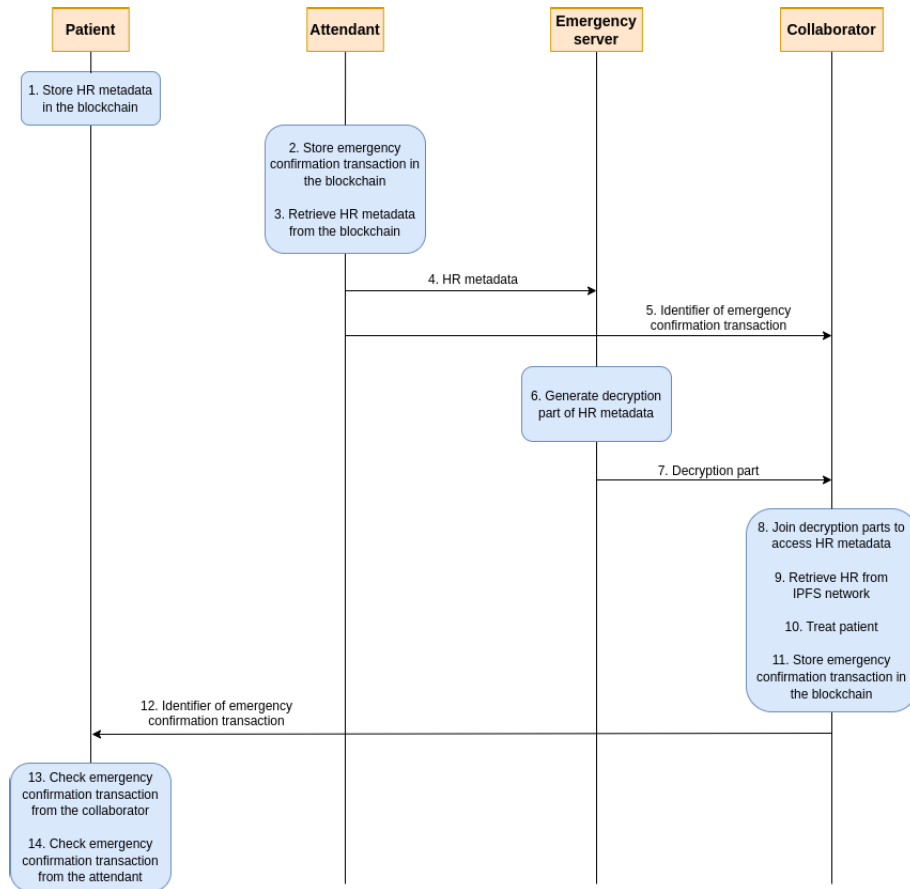 Patient
Attendant
Emergency
server
Collaborator
1. Store HR metadata
in the blockchain
2. Store emergency
confirmation transaction in
the blockchain
3. Retrieve HR metadata
from the blockchain
4. HR metadata
5. Identifier of emergency
confirmation transaction
6. Generate decryption
part of HR metadata
7. Decryption part
8. Join decryption parts to
access HR metadata
9. Retrieve HR from
IPFS network
10. Treat patient
11. Store emergency
confirmation transaction in
the blockchain
12. Identifier of emergency
confirmation transaction
13. Check emergency
confirmation transaction
from the collaborator
14. Check emergency
confirmation transaction
from the attendant